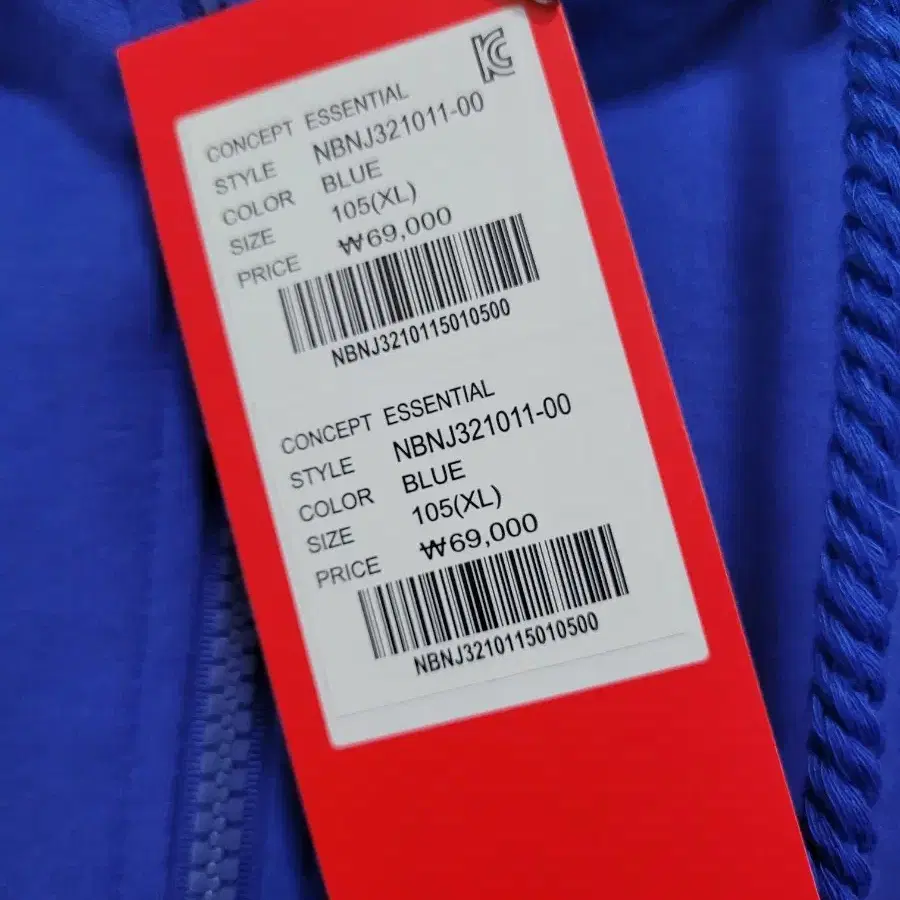 KC
CONCEPT ESSENTIAL
STYLE NBNJ321011-00
COLOR BLUE
SIZE 105(XL)
PRICE ₩69,000
NBNJ3210115010500
CONCEPT ESSENTIAL
STYLE NBNJ321011-00
COLOR BLUE
SIZE 105(XL)
PRICE ₩69,000
NBNJ3210115010500